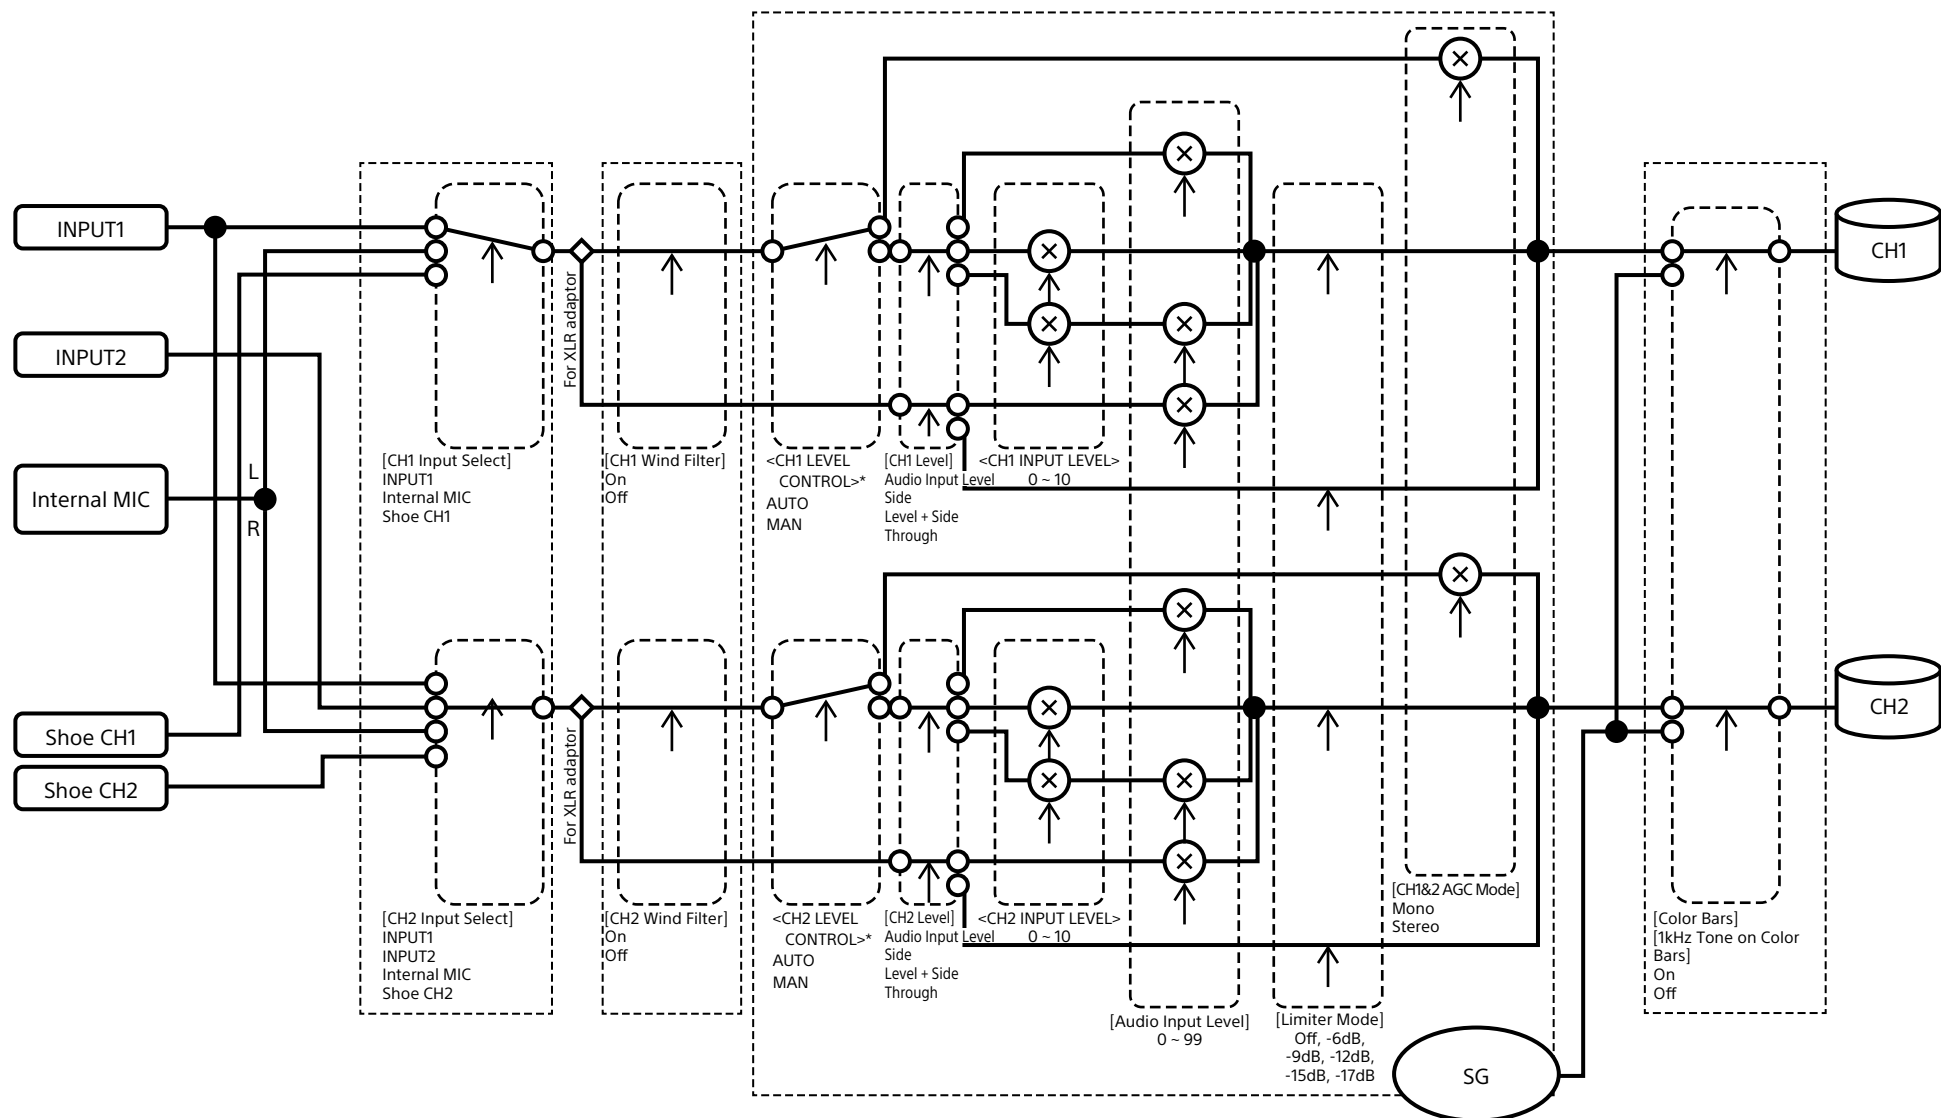 INPUT1
INPUT2
Internal MIC
L
R
Shoe CH1
Shoe CH2
[CH1 Input Select]
INPUT1
Internal MIC
Shoe CH1
For XLR adaptor
[CH1 Wind Filter]
On
Off
<CH1 LEVEL
CONTROL>*
AUTO
MAN
[CH1 Level]
Audio Input Level
Side
Level + Side
Through
<CH1 INPUT LEVEL>
0 ~ 10
CH1
[CH2 Input Select]
INPUT1
INPUT2
Internal MIC
Shoe CH2
For XLR adaptor
[CH2 Wind Filter]
On
Off
<CH2 LEVEL
CONTROL>*
AUTO
MAN
[CH2 Level]
Audio Input Level
Side
Level + Side
Through
<CH2 INPUT LEVEL>
0 ~ 10
[Audio Input Level]
0 ~ 99
[Limiter Mode]
Off, -6dB,
-9dB, -12dB,
-15dB, -17dB
[CH1&2 AGC Mode]
Mono
Stereo
SG
[Color Bars]
[1kHz Tone on Color
Bars]
On
Off
CH2